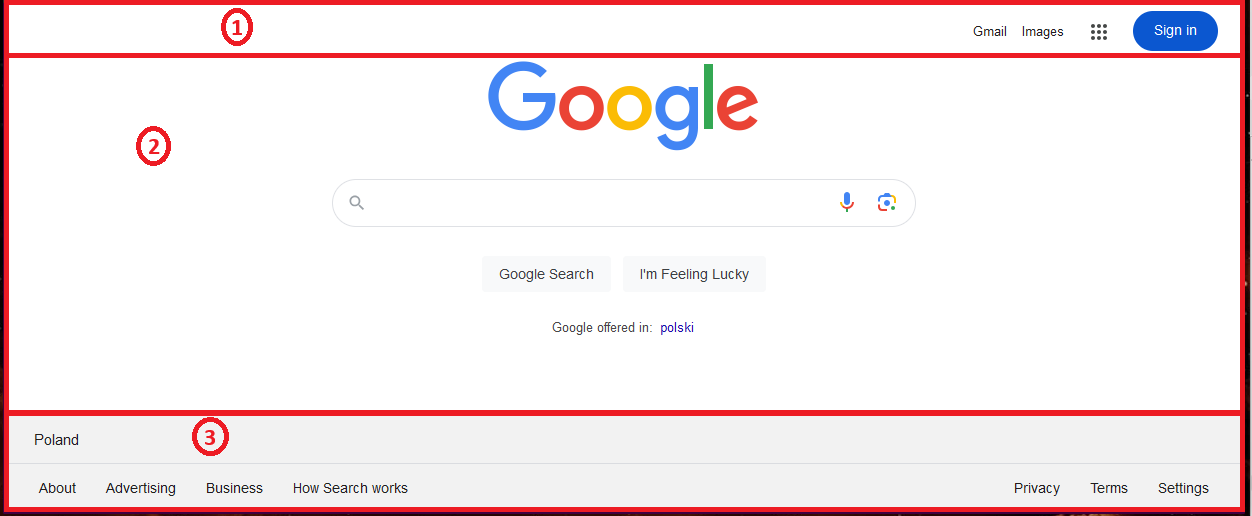 1
Gmail Images Sign in
Google
2
Google Search I'm Feeling Lucky
Google offered in: polski
3
Poland
About Advertising Business How Search works Privacy Terms Settings